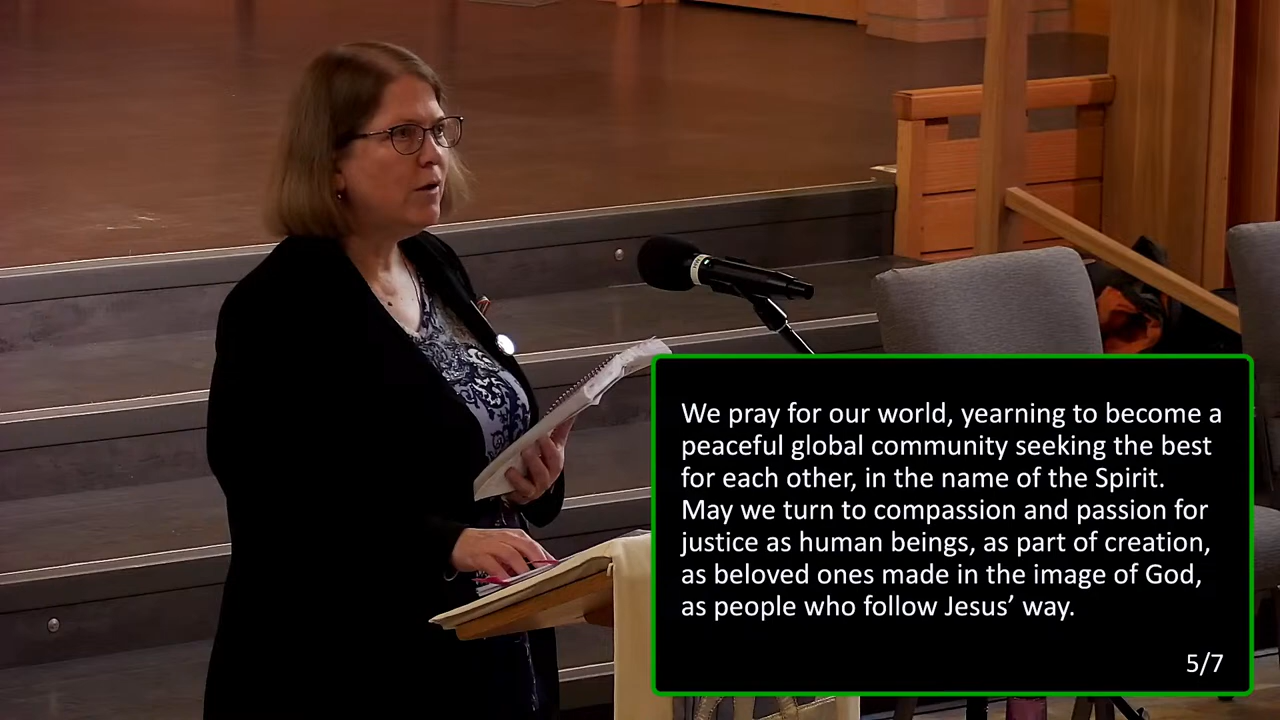 We pray for our world, yearning to become a
peaceful global community seeking the best
for each other, in the name of the Spirit.
May we turn to compassion and passion for
justice as human beings, as part of creation,
as beloved ones made in the image of God,
as people who follow Jesus’ way.
5/7